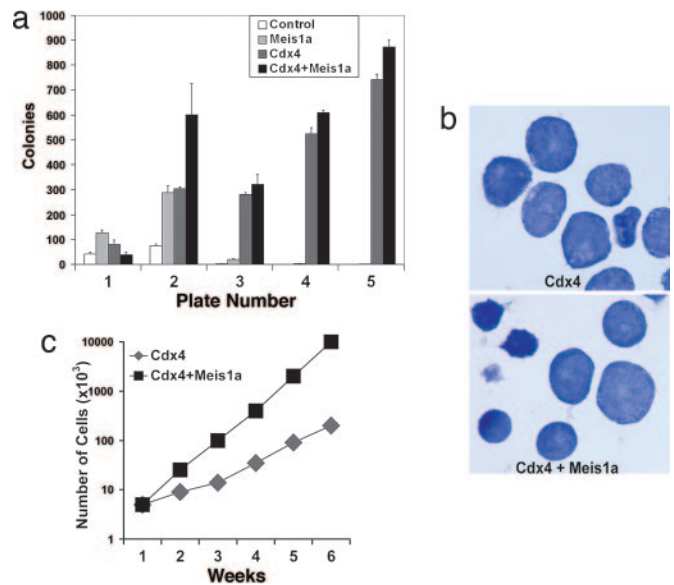 a
1000
900
800
700
600
500
400
300
200
100
0
Colonies
Control
Meis1a
Cdx4
Cdx4+Meis1a
1 2 3 4 5
Plate Number
b
Cdx4
Cdx4 + Meis1a
c
Number of Cells (x10³)
10000
1000
100
10
1
Cdx4
Cdx4+Meis1a
1 2 3 4 5 6
Weeks